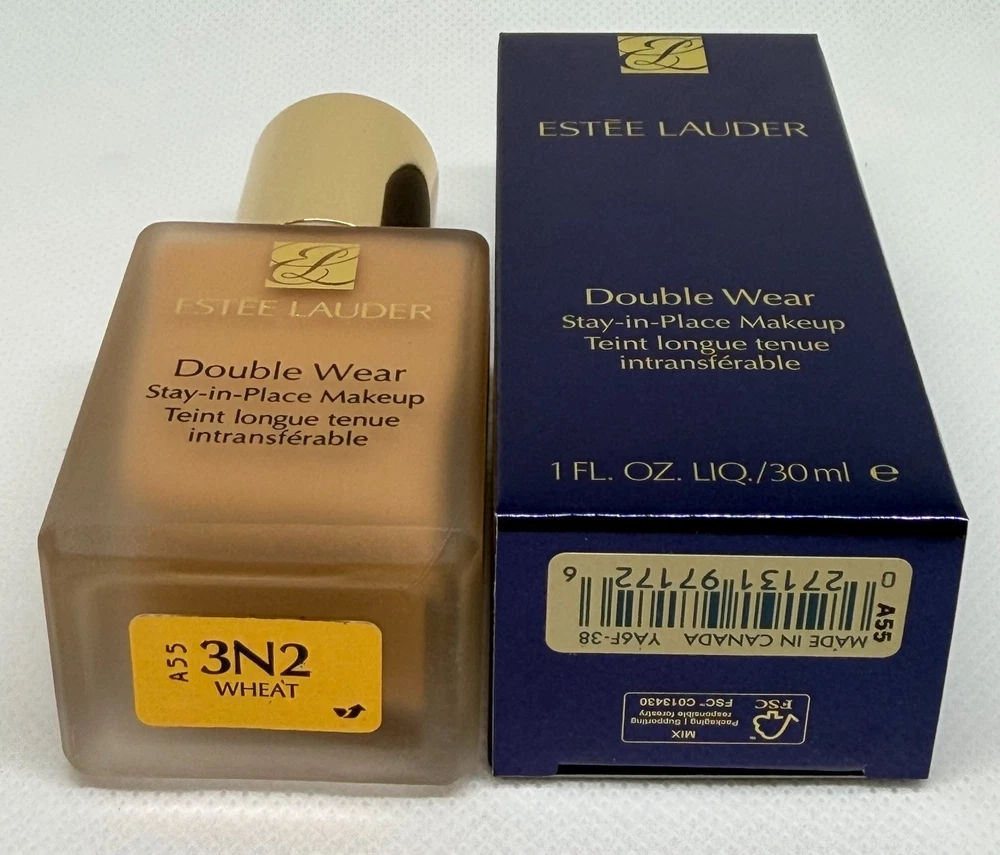 ESTĒE LAUDER
Double Wear
Stay-in-Place Makeup
Teint longue tenue
intransférable
A55
3N2
WHEAT
ESTĒE LAUDER
Double Wear
Stay-in-Place Makeup
Teint longue tenue
intransférable
1 FL. OZ. LIQ./30 ml e
A55
MADE IN CANADA YA6F-38
0 27131 97172 6
FSC
MIX
Packaging | Supporting
responsible forestry
FSC™ C013430